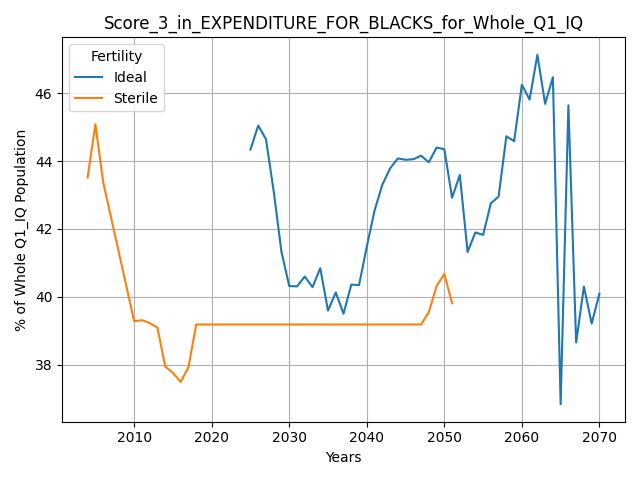 Score_3_in_EXPENDITURE_FOR_BLACKS_for_Whole_Q1_IQ
Fertility
Ideal
Sterile
% of Whole Q1_IQ Population
46
44
42
40
38
2010 2020 2030 2040 2050 2060 2070
Years